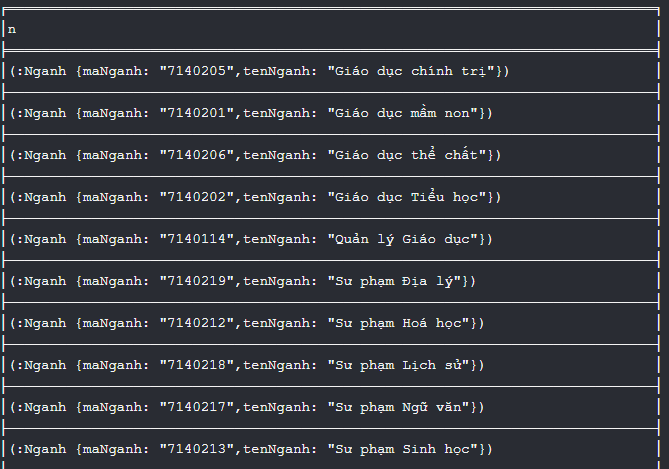 n
(:Nganh {maNganh: "7140205",tenNganh: "Giáo dục chính trị"})
(:Nganh {maNganh: "7140201",tenNganh: "Giáo dục mầm non"})
(:Nganh {maNganh: "7140206",tenNganh: "Giáo dục thể chất"})
(:Nganh {maNganh: "7140202",tenNganh: "Giáo dục Tiểu học"})
(:Nganh {maNganh: "7140114",tenNganh: "Quản lý Giáo dục"})
(:Nganh {maNganh: "7140219",tenNganh: "Sư phạm Địa lý"})
(:Nganh {maNganh: "7140212",tenNganh: "Sư phạm Hoá học"})
(:Nganh {maNganh: "7140218",tenNganh: "Sư phạm Lịch sử"})
(:Nganh {maNganh: "7140217",tenNganh: "Sư phạm Ngữ văn"})
(:Nganh {maNganh: "7140213",tenNganh: "Sư phạm Sinh học"})